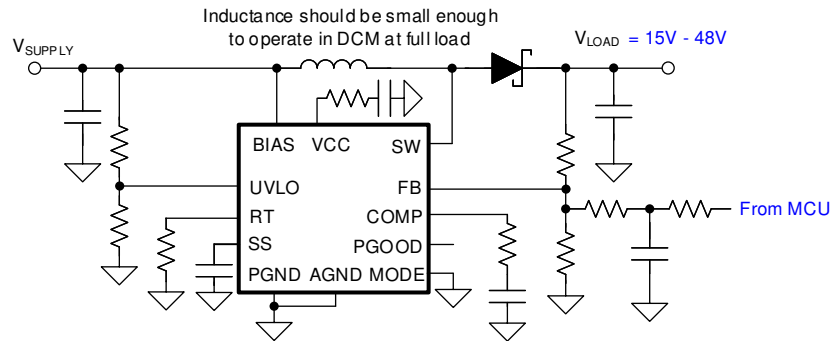 Inductance should be small enough
to operate in DCM at full load
VSUPPLY
VLOAD = 15V - 48V
BIAS VCC SW
UVLO FB
RT COMP
SS PGOOD
PGND AGND MODE
From MCU